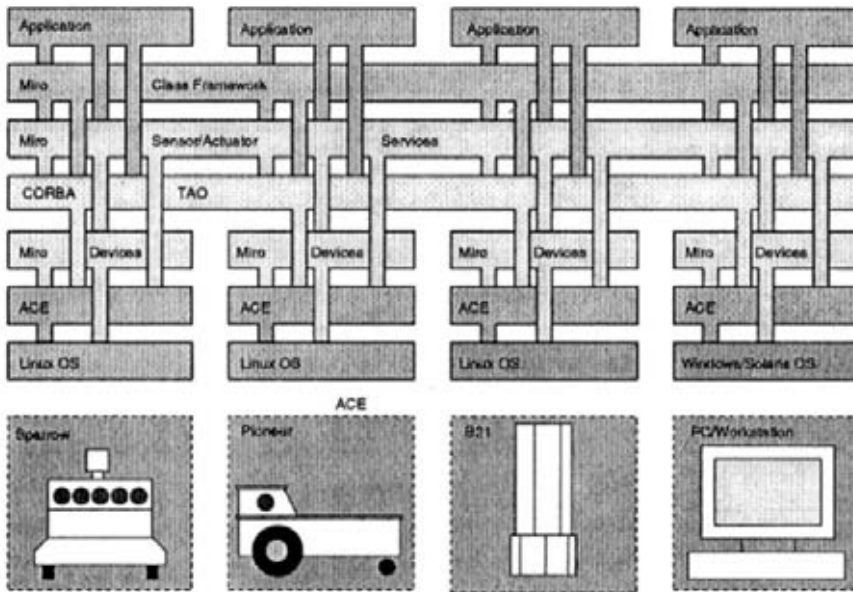 Application Application Application Application
Miro Class Framework
Miro Sensor/Actuator Services
CORBA TAO
Miro Devices Miro Devices Miro Devices Miro Devices
ACE ACE ACE ACE
Linux OS Linux OS Linux OS Windows/Solaris OS
ACE
Sparrow Pioneer B21 PC/Workstation